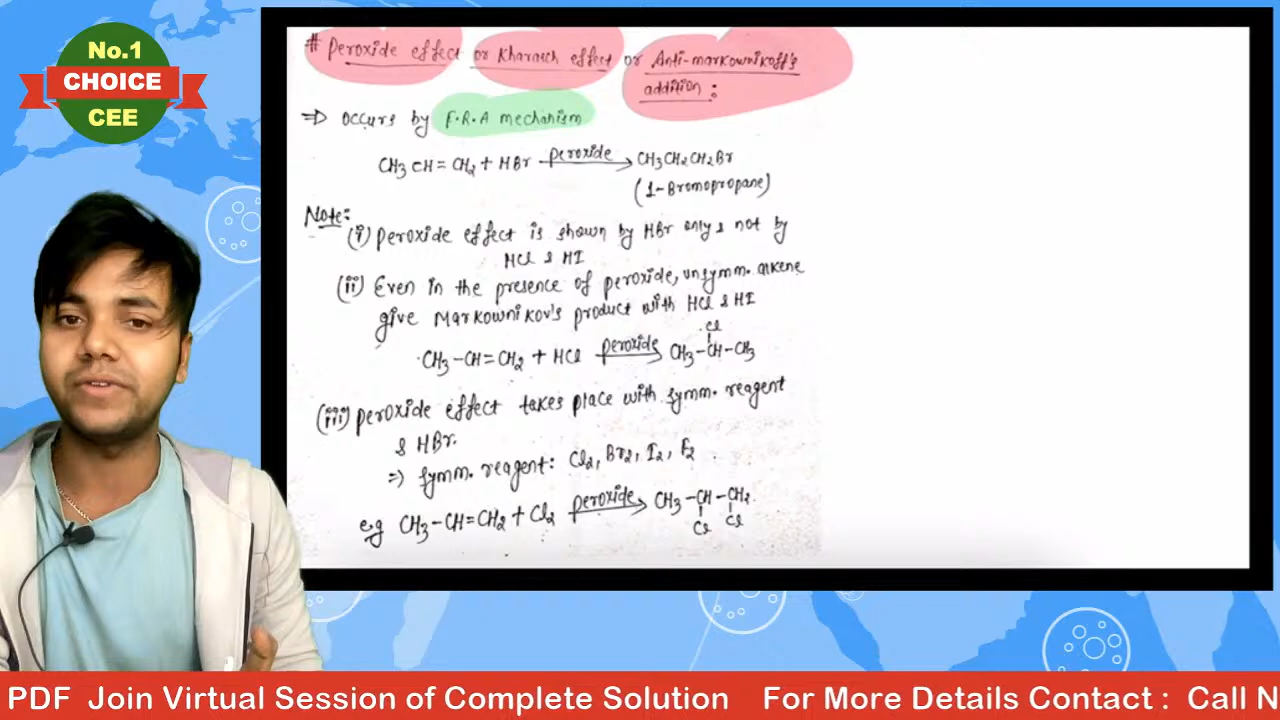 No.1
CHOICE
CEE
# Peroxide effect or Kharasch effect or Anti-markownikoff's
addition :
⇒ occurs by F.R.A mechanism
CH3 CH = CH2 + HBr peroxide → CH3CH2CH2Br
(1-Bromopropane)
Note:
(i) peroxide effect is shown by HBr only & not by
HCl & HI
(ii) Even in the presence of peroxide, unsymm. alkene
give Markownikov's product with HCl & HI
Cl
CH3-CH=CH2 + HCl peroxide → CH3-CH-CH3
(iii) peroxide effect takes place with symm. reagent
& HBr.
=> symm. reagent: Cl2, Br2, I2, F2
e.g CH3-CH=CH2 + Cl2 peroxide → CH3-CH-CH2
Cl Cl
PDF Join Virtual Session of Complete Solution For More Details Contact : Call N